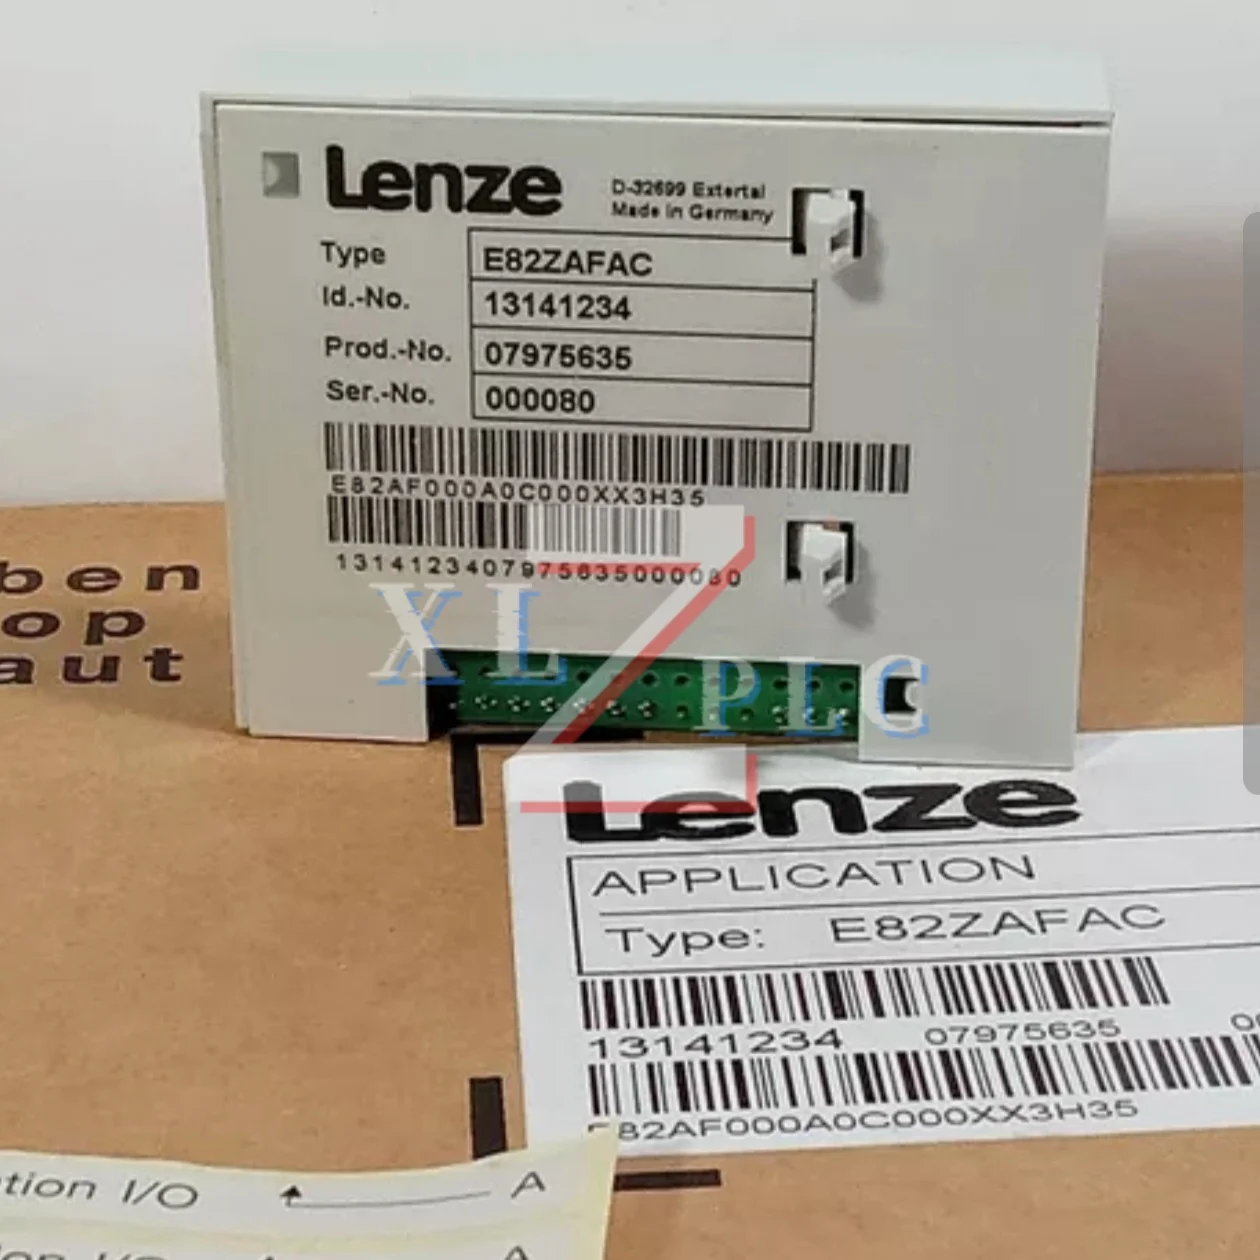 Lenze
D-32699 Extertal
Made in Germany
Type E82ZAFAC
Id.-No. 13141234
Prod.-No. 07975635
Ser.-No. 000080
E82AF000A0C000XX3H35
131412340797563500080
XL PLC
ben
op
aut
Lenze
APPLICATION
Type: E82ZAFAC
13141234 07975635
E82AF000A0C000XX3H35
tion I/O A